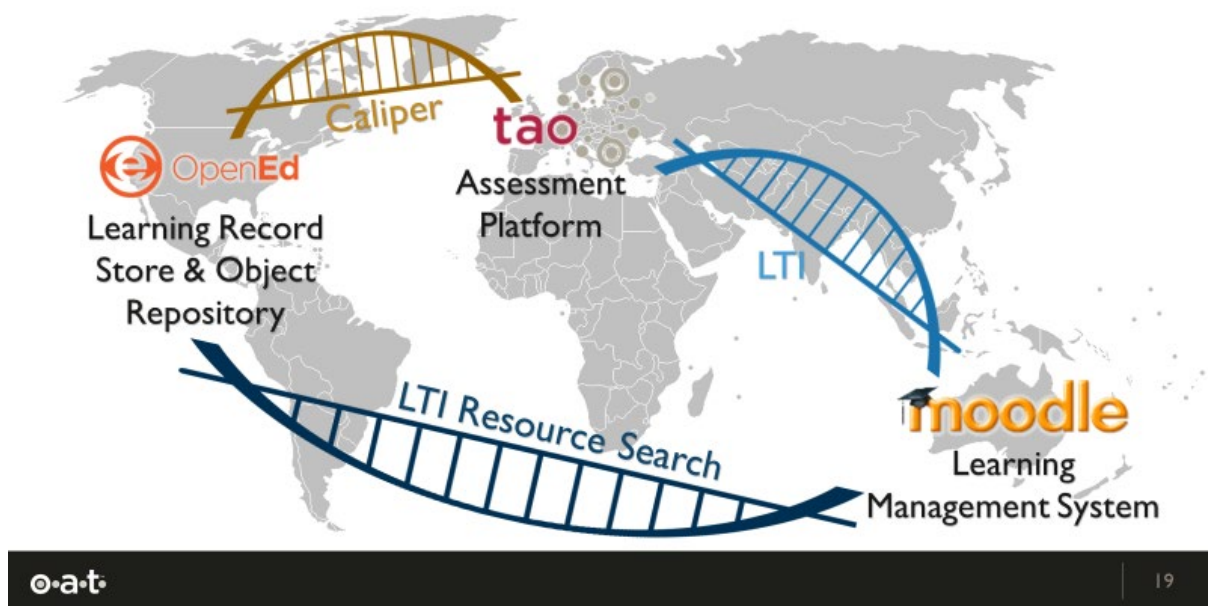 Caliper
OpenEd
Learning Record
Store & Object
Repository
tao
Assessment
Platform
LTI
LTI Resource Search
moodle
Learning
Management System
o.a.t.
19